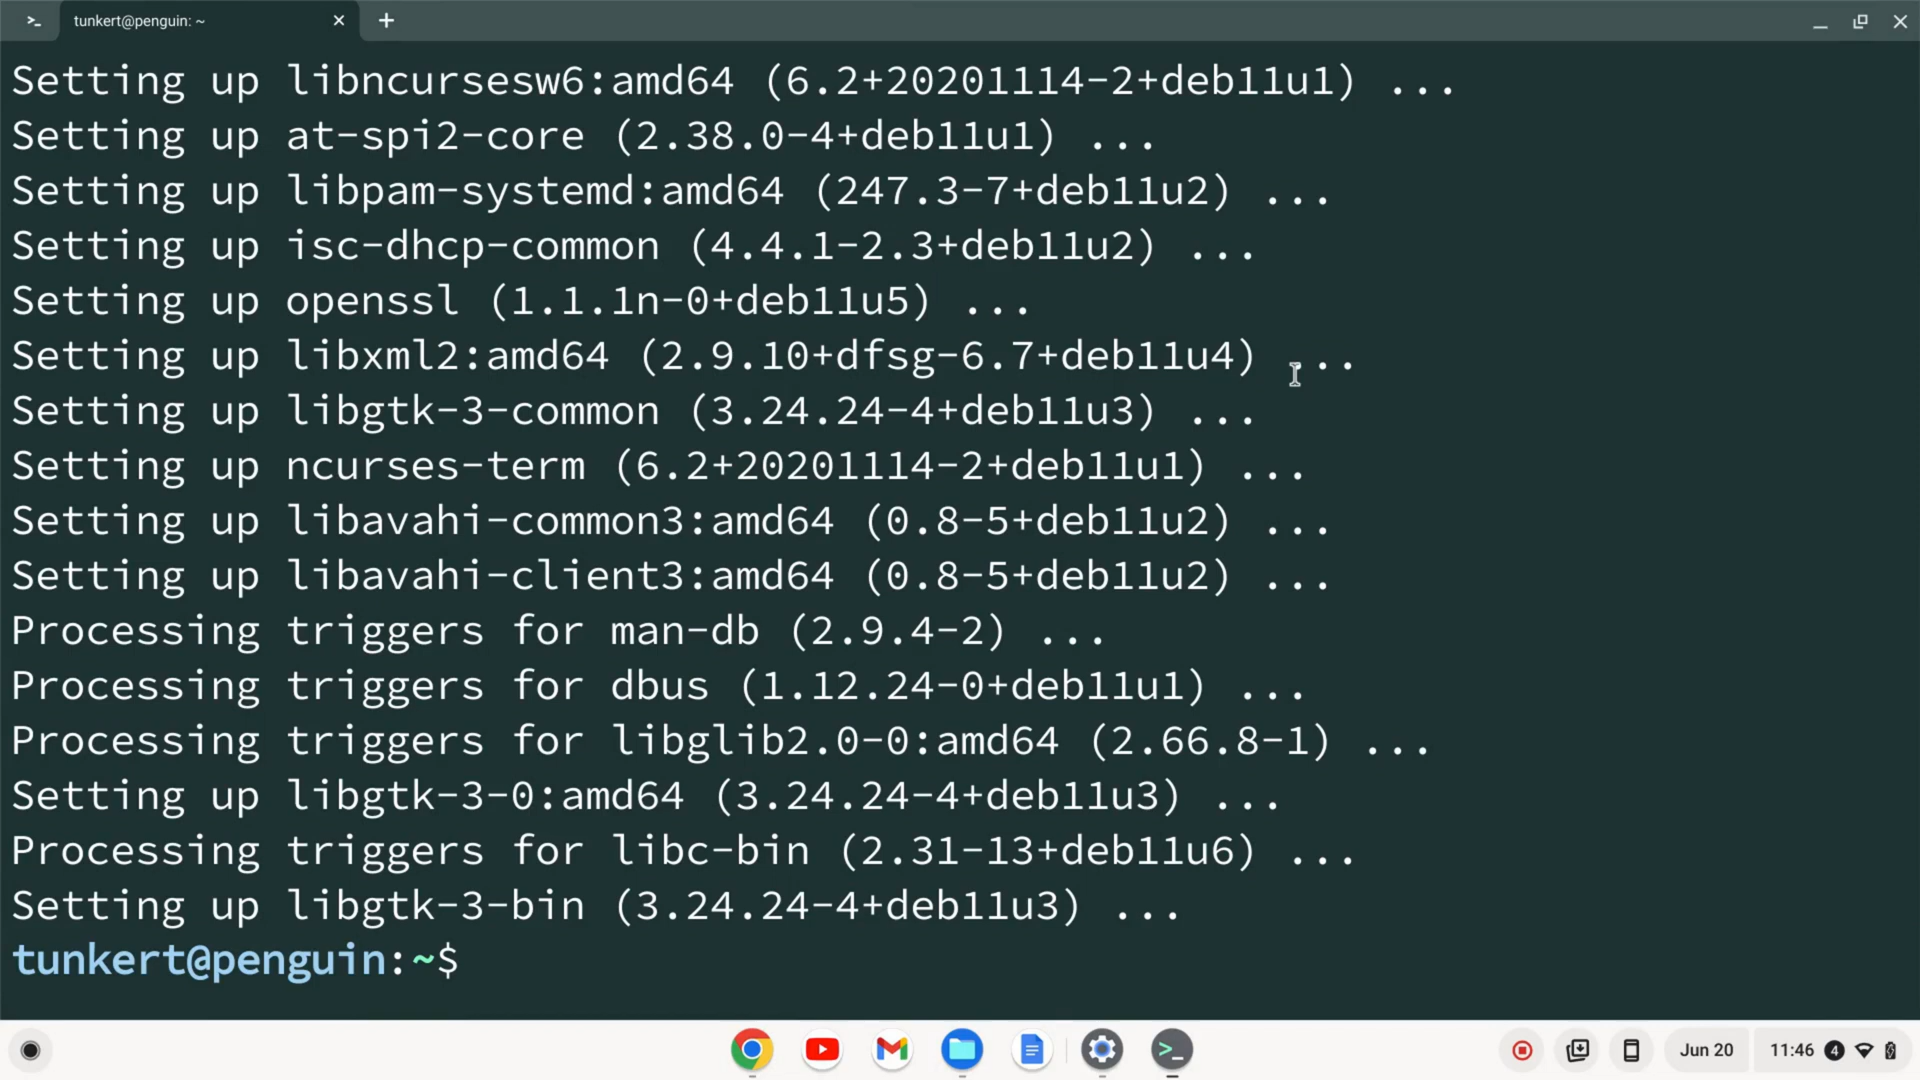 tunkert@penguin: ~
Setting up libncursesw6:amd64 (6.2+20201114-2+deb11u1) ...
Setting up at-spi2-core (2.38.0-4+deb11u1) ...
Setting up libpam-systemd:amd64 (247.3-7+deb11u2) ...
Setting up isc-dhcp-common (4.4.1-2.3+deb11u2) ...
Setting up openssl (1.1.1n-0+deb11u5) ...
Setting up libxml2:amd64 (2.9.10+dfsg-6.7+deb11u4) ...
Setting up libgtk-3-common (3.24.24-4+deb11u3) ...
Setting up ncurses-term (6.2+20201114-2+deb11u1) ...
Setting up libavahi-common3:amd64 (0.8-5+deb11u2) ...
Setting up libavahi-client3:amd64 (0.8-5+deb11u2) ...
Processing triggers for man-db (2.9.4-2) ...
Processing triggers for dbus (1.12.24-0+deb11u1) ...
Processing triggers for libglib2.0-0:amd64 (2.66.8-1) ...
Setting up libgtk-3-0:amd64 (3.24.24-4+deb11u3) ...
Processing triggers for libc-bin (2.31-13+deb11u6) ...
Setting up libgtk-3-bin (3.24.24-4+deb11u3) ...
tunkert@penguin:~$
Jun 20 11:46 4